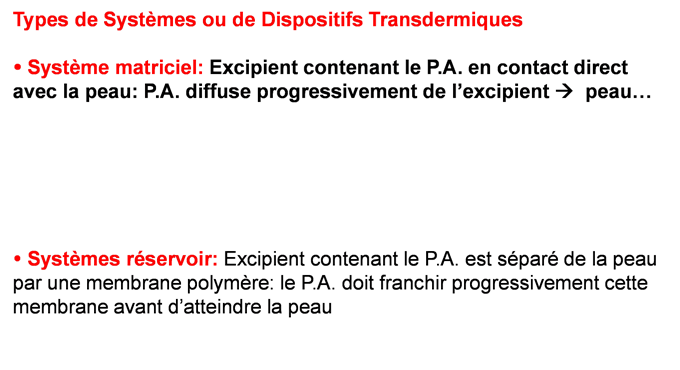 Types de Systèmes ou de Dispositifs Transdermiques
• Système matriciel: Excipient contenant le P.A. en contact direct
avec la peau: P.A. diffuse progressivement de l’excipient → peau…
• Systèmes réservoir: Excipient contenant le P.A. est séparé de la peau
par une membrane polymère: le P.A. doit franchir progressivement cette
membrane avant d’atteindre la peau